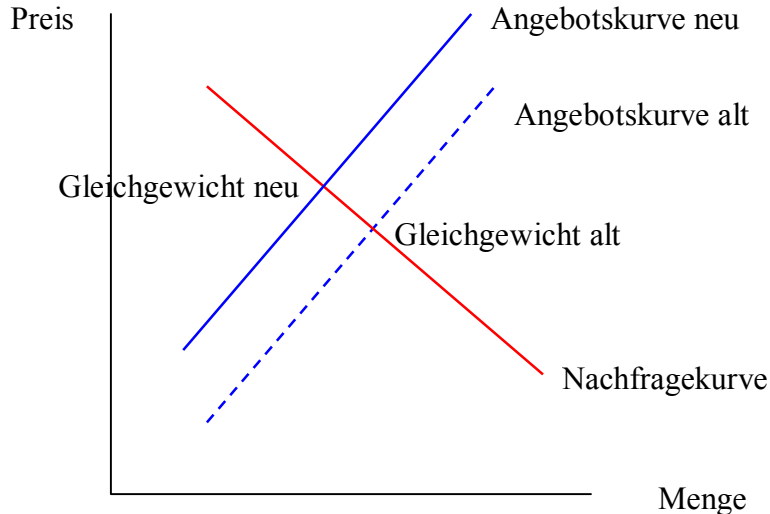 Preis
Angebotskurve neu
Angebotskurve alt
Gleichgewicht neu
Gleichgewicht alt
Nachfragekurve
Menge